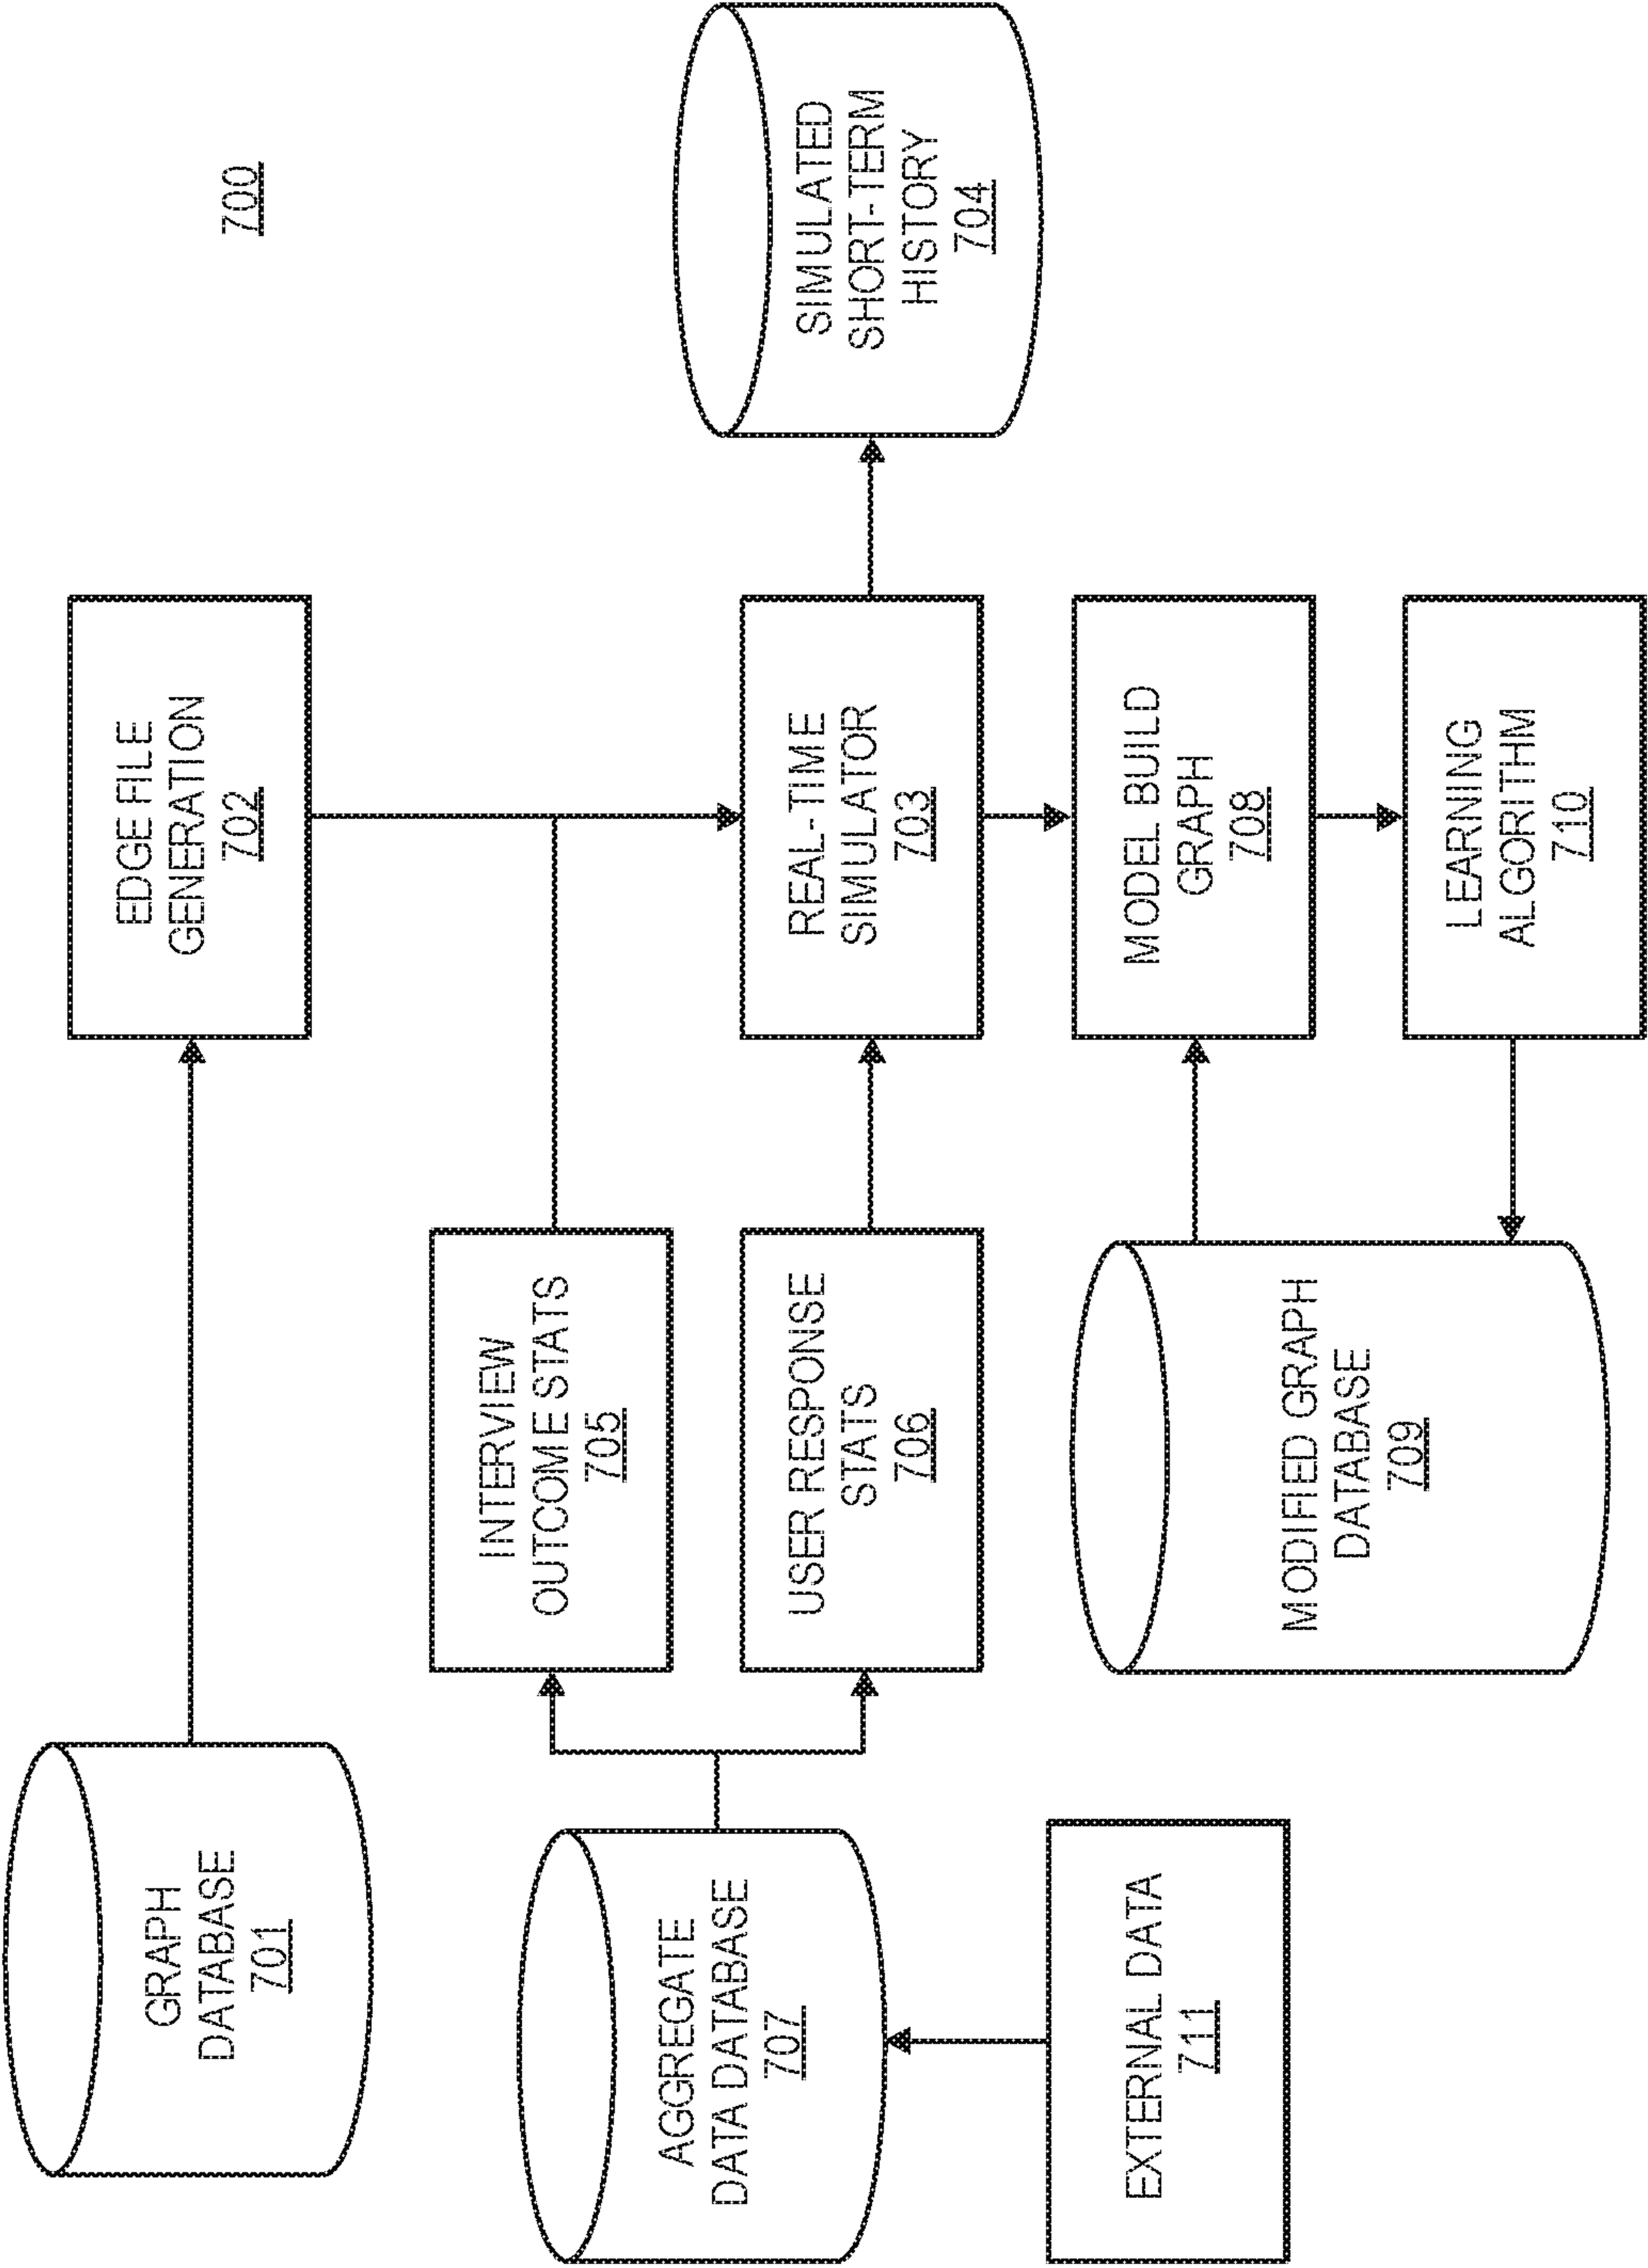 700
GRAPH
DATABASE
701
EDGE FILE
GENERATION
702
INTERVIEW
OUTCOME STATS
705
AGGREGATE
DATA DATABASE
707
USER RESPONSE
STATS
706
REAL-TIME
SIMULATOR
703
SIMULATED
SHORT-TERM
HISTORY
704
EXTERNAL DATA
711
MODIFIED GRAPH
DATABASE
709
MODEL BUILD
GRAPH
708
LEARNING
ALGORITHM
710